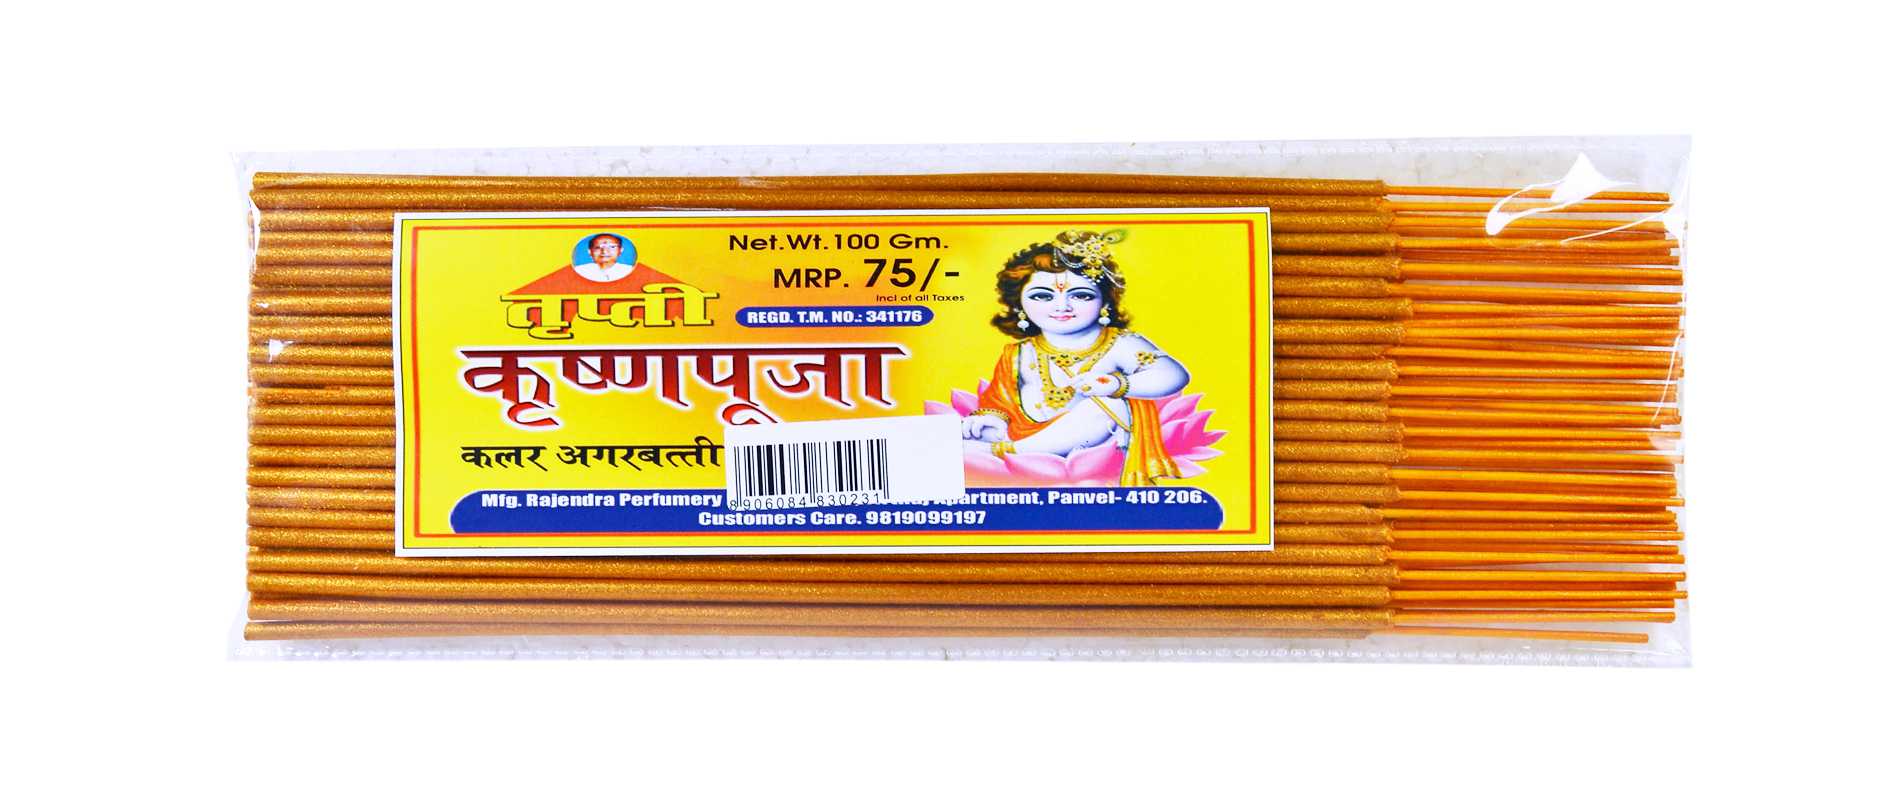 Net.Wt.100 Gm.
MRP. 75/-
Incl of all Taxes
तृप्ती
REGD. T.M. NO.: 341176
कृष्णपूजा
कलर अगरबत्ती
8906084830231
Mfg. Rajendra Perfumery Apartment, Panvel- 410 206.
Customers Care. 9819099197